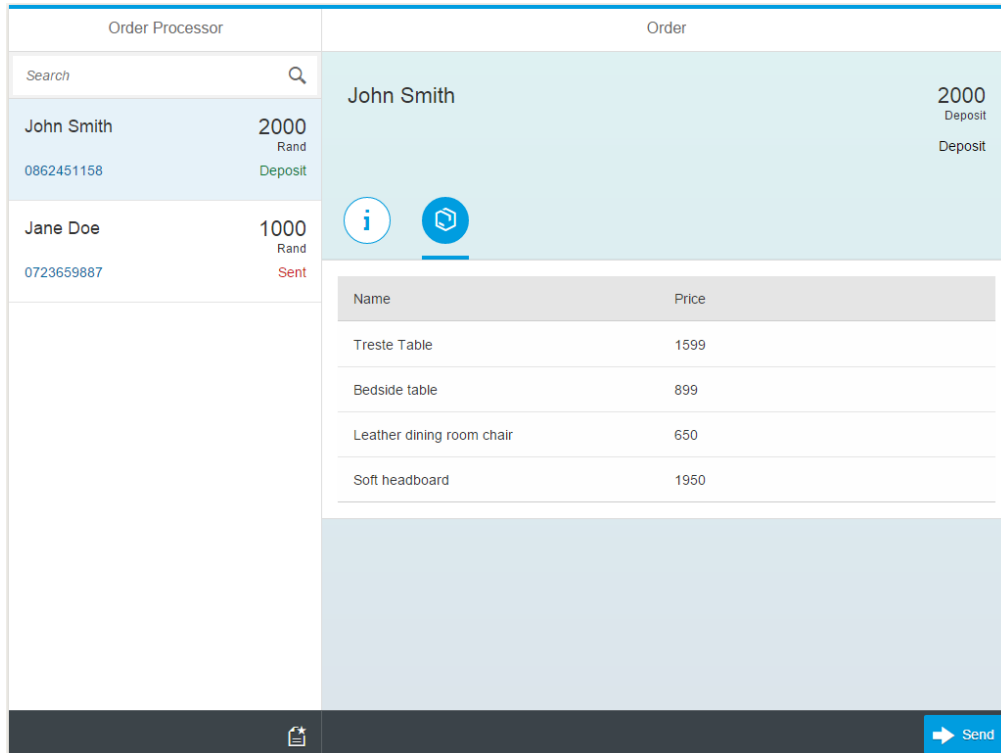 Order Processor
Order
Search
John Smith 2000
Rand
0862451158 Deposit
Jane Doe 1000
Rand
0723659887 Sent
John Smith 2000
Deposit
Deposit
Name Price
Treste Table 1599
Bedside table 899
Leather dining room chair 650
Soft headboard 1950
Send